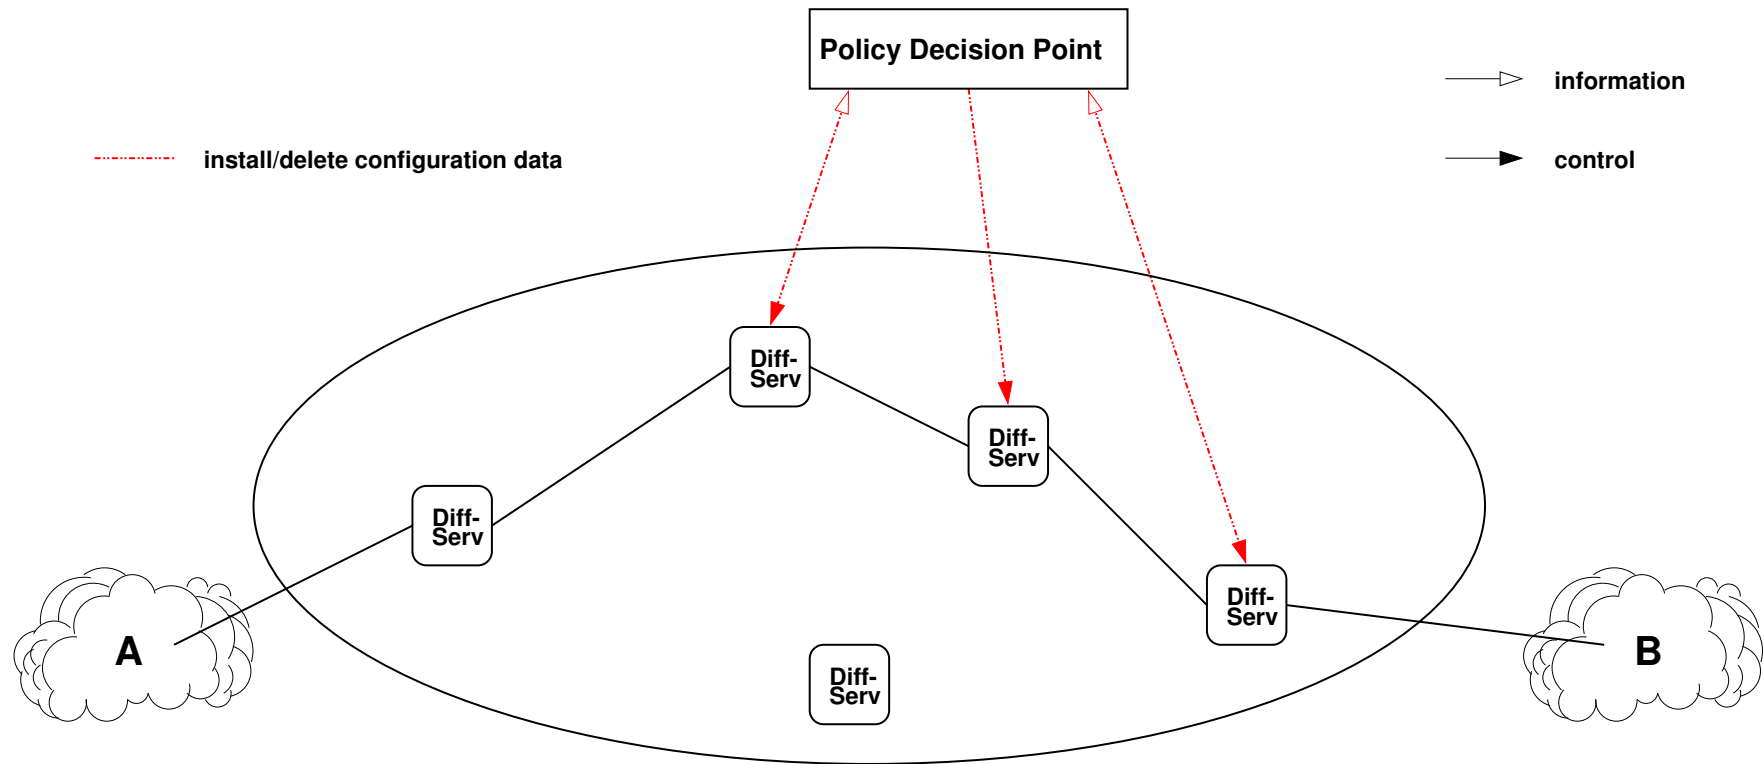 Policy Decision Point
information
install/delete configuration data
control
Diff-
Serv
Diff-
Serv
Diff-
Serv
Diff-
Serv
A
B
Diff-
Serv